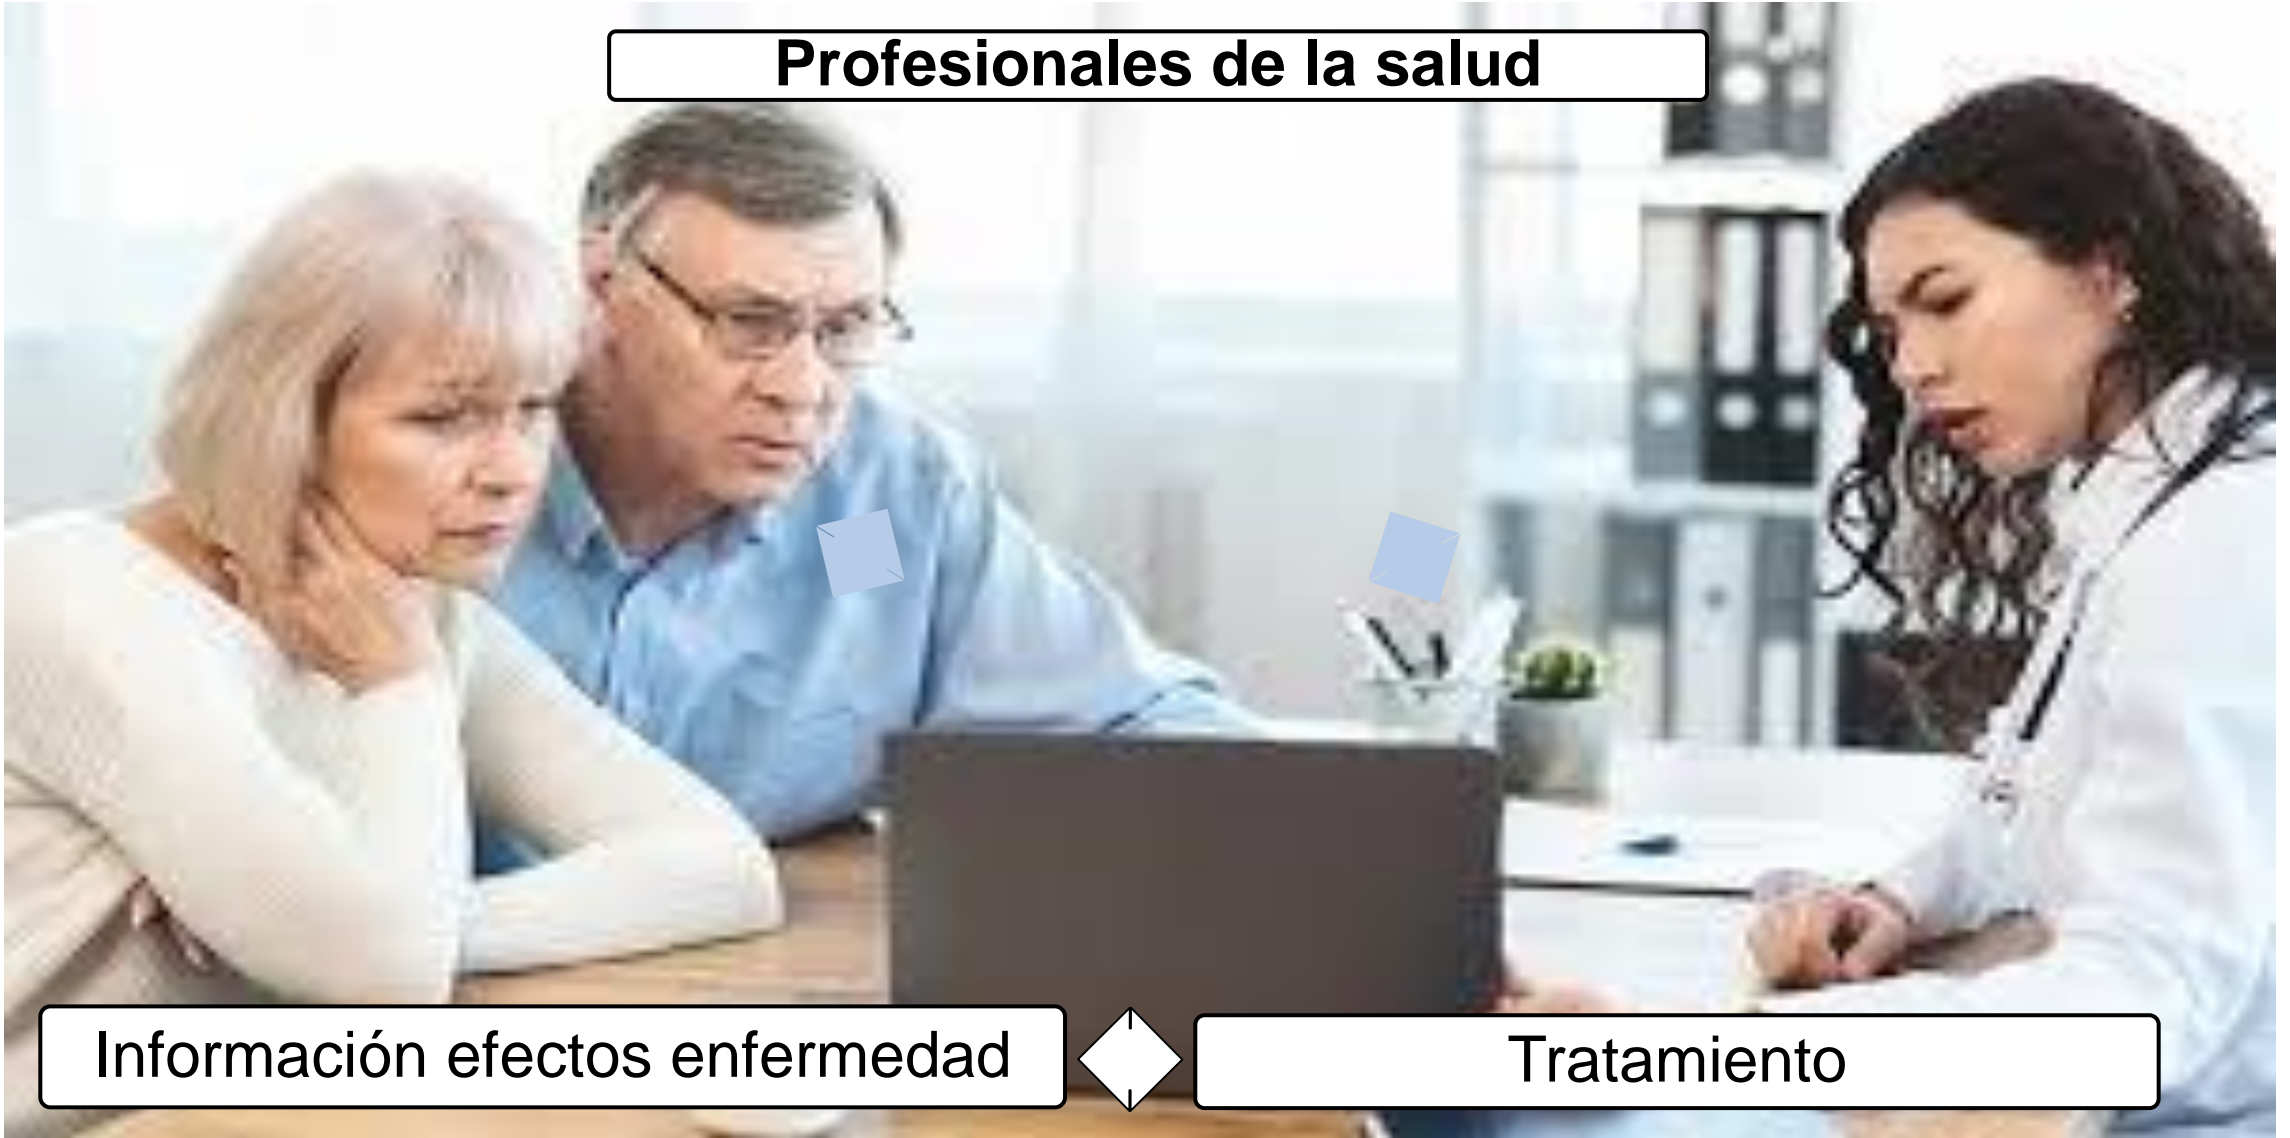 Profesionales de la salud
Información efectos enfermedad
Tratamiento